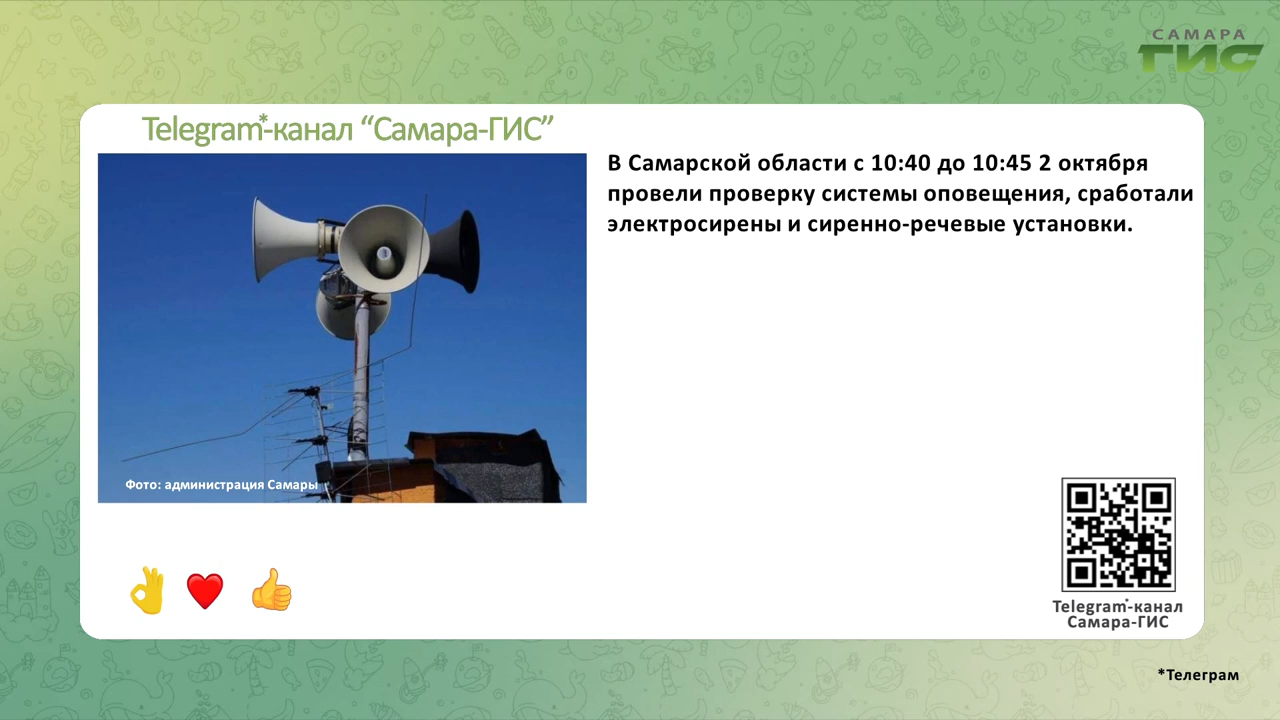 САМАРА
ГИС
Telegram*-канал “Самара-ГИС”
В Самарской области с 10:40 до 10:45 2 октября
провели проверку системы оповещения, сработали
электросирены и сиренно-речевые установки.
Фото: администрация Самары
Telegram*-канал
Самара-ГИС
*Телеграм